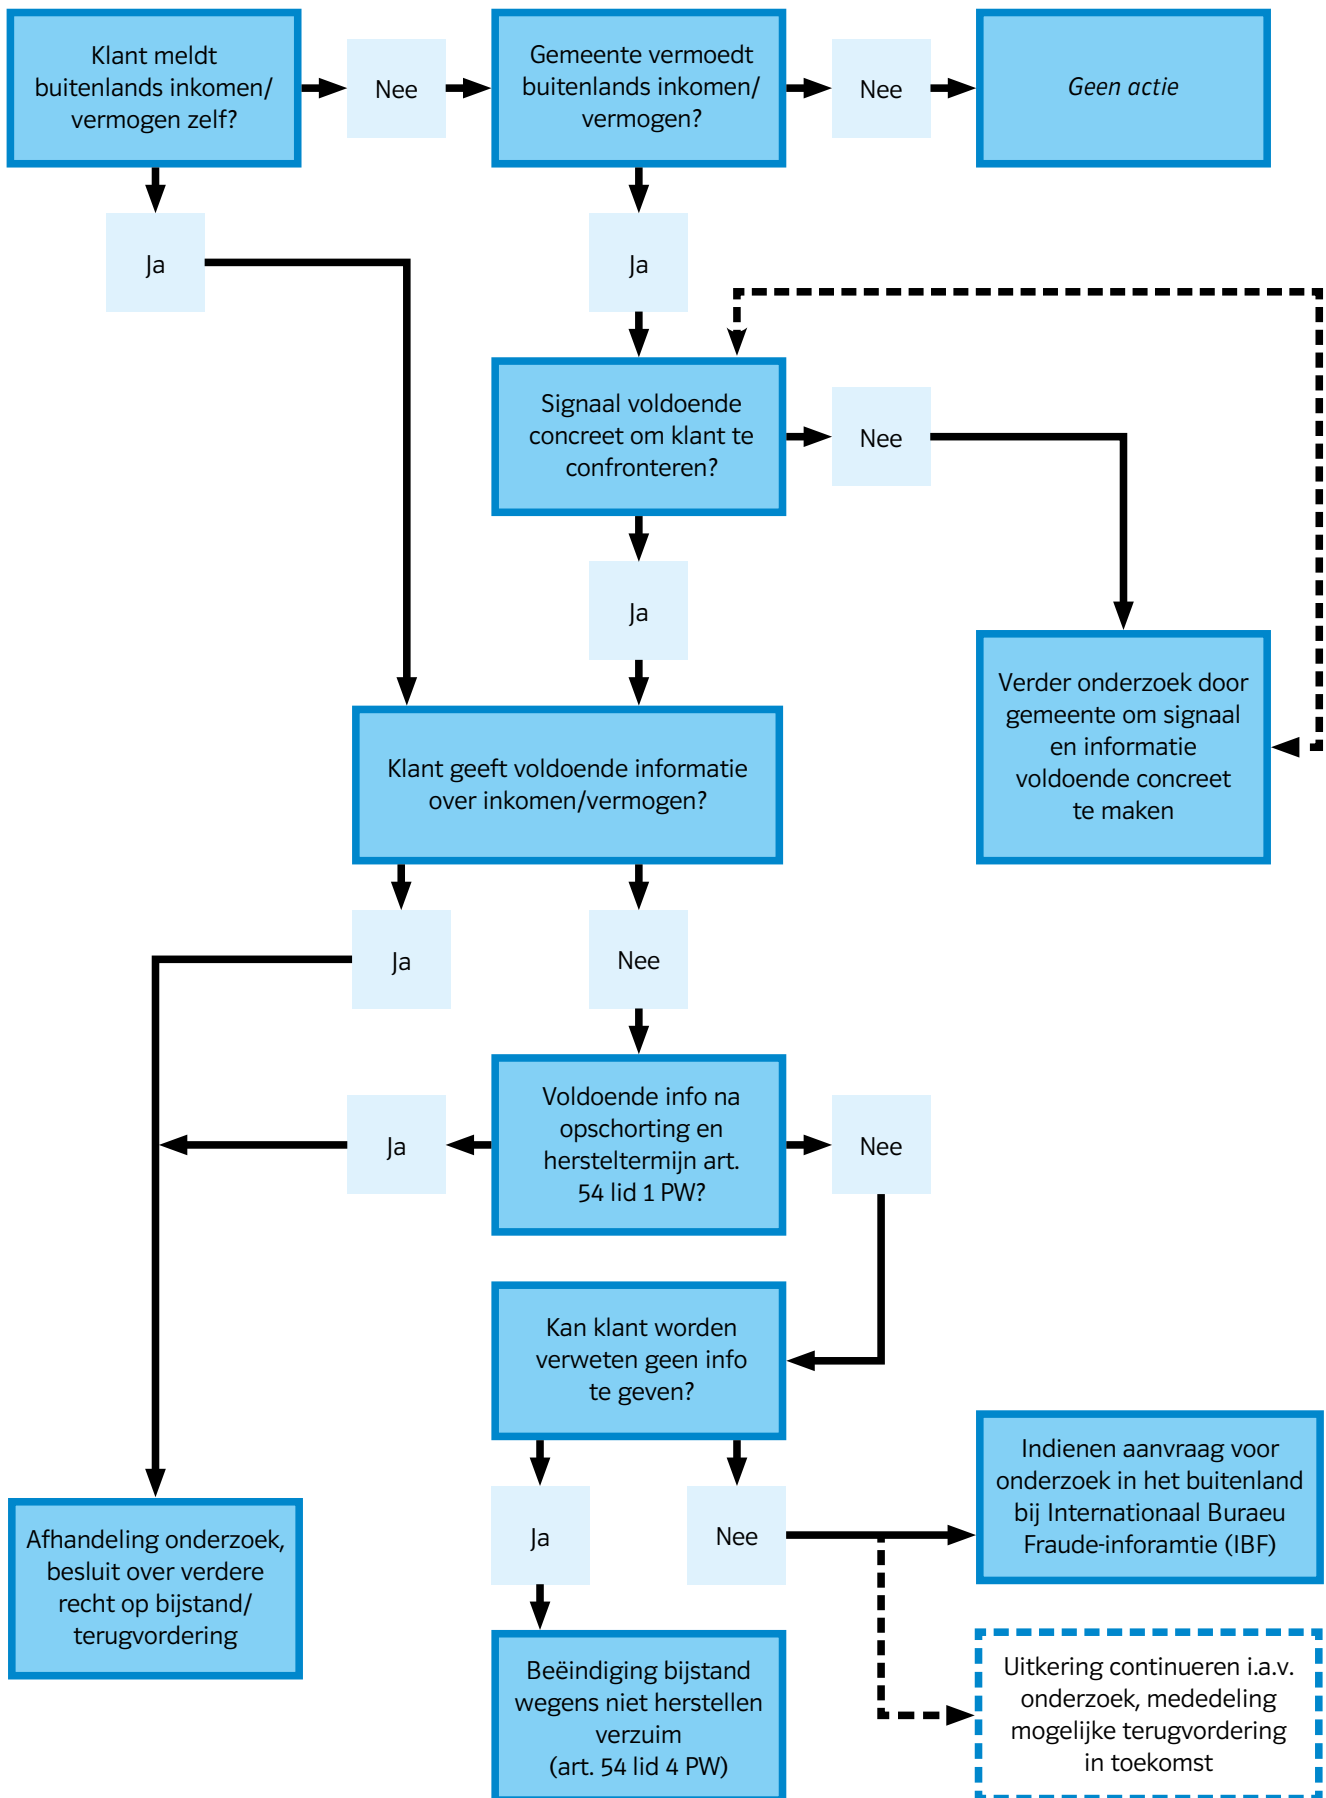 Klant meldt
buitenlands inkomen/
vermogen zelf?
Nee
Gemeente vermoedt
buitenlands inkomen/
vermogen?
Nee
Geen actie
Ja
Ja
Signaal voldoende
concreet om klant te
confronteren?
Nee
Ja
Verder onderzoek door
gemeente om signaal
en informatie
voldoende concreet
te maken
Klant geeft voldoende informatie
over inkomen/vermogen?
Ja
Nee
Voldoende info na
opschorting en
hersteltermijn art.
54 lid 1 PW?
Ja
Nee
Kan klant worden
verweten geen info
te geven?
Ja
Nee
Indienen aanvraag voor
onderzoek in het buitenland
bij Internationaal Buraeu
Fraude-inforamtie (IBF)
Afhandeling onderzoek,
besluit over verdere
recht op bijstand/
terugvordering
Beëindiging bijstand
wegens niet herstellen
verzuim
(art. 54 lid 4 PW)
Uitkering continueren i.a.v.
onderzoek, mededeling
mogelijke terugvordering
in toekomst